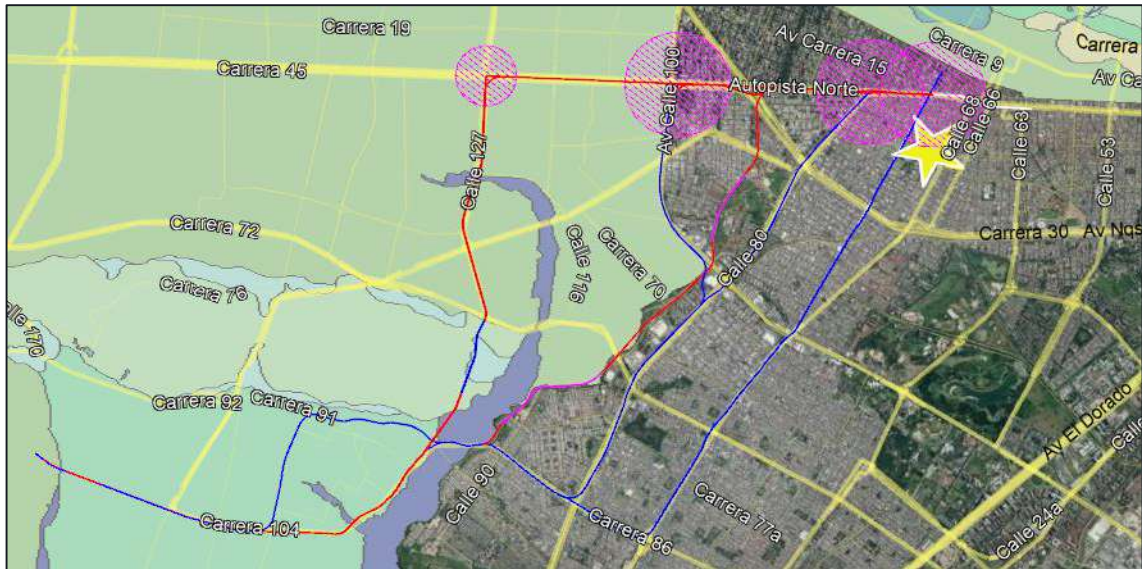 Carrera 19
Av Carrera 15
Carrera 9
Carrera
Carrera 45
Av Calle 100
Autopista Norte
Av Ca
Calle 68
Calle 66
Calle 63
Calle 53
Calle 127
Carrera 72
Calle 116
Carrera 70
Calle 80
Carrera 30
Av Nqs
Carrera 76
Calle 170
Carrera 92
Carrera 91
Av El Dorado
Calle 90
Carrera 77a
Calle
Carrera 104
Carrera 86
Calle 24a